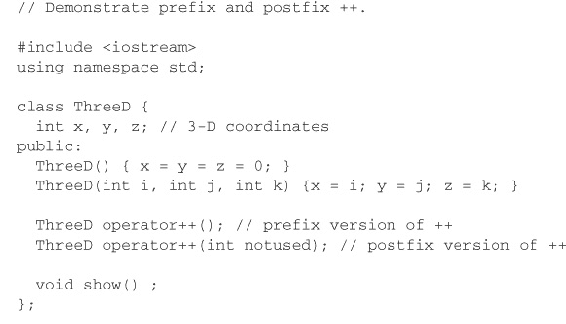 // Demonstrate prefix and postfix ++.
#include <iostream>
using namespace std;
class ThreeD {
int x, y, z; // 3-D coordinates
public:
ThreeD() { x = y = z = 0; }
ThreeD(int i, int j, int k) {x = i; y = j; z = k; }
ThreeD operator++(); // prefix version of ++
ThreeD operator++(int notused); // postfix version of ++
void show() ;
};